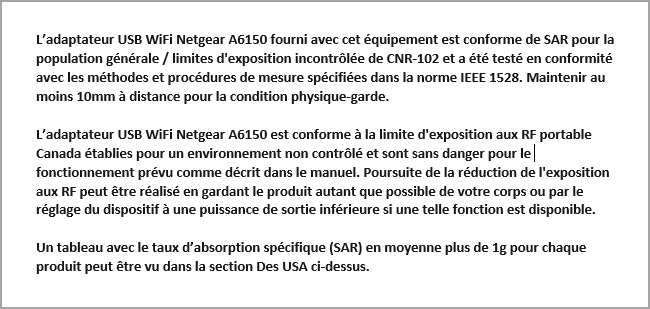 L’adaptateur USB WiFi Netgear A6150 fourni avec cet équipement est conforme de SAR pour la
population générale / limites d'exposition incontrôlée de CNR-102 et a été testé en conformité
avec les méthodes et procédures de mesure spécifiées dans la norme IEEE 1528. Maintenir au
moins 10mm à distance pour la condition physique-garde.
L’adaptateur USB WiFi Netgear A6150 est conforme à la limite d'exposition aux RF portable
Canada établies pour un environnement non contrôlé et sont sans danger pour le
fonctionnement prévu comme décrit dans le manuel. Poursuite de la réduction de l'exposition
aux RF peut être réalisé en gardant le produit autant que possible de votre corps ou par le
réglage du dispositif à une puissance de sortie inférieure si une telle fonction est disponible.
Un tableau avec le taux d’absorption spécifique (SAR) en moyenne plus de 1g pour chaque
produit peut être vu dans la section Des USA ci-dessus.